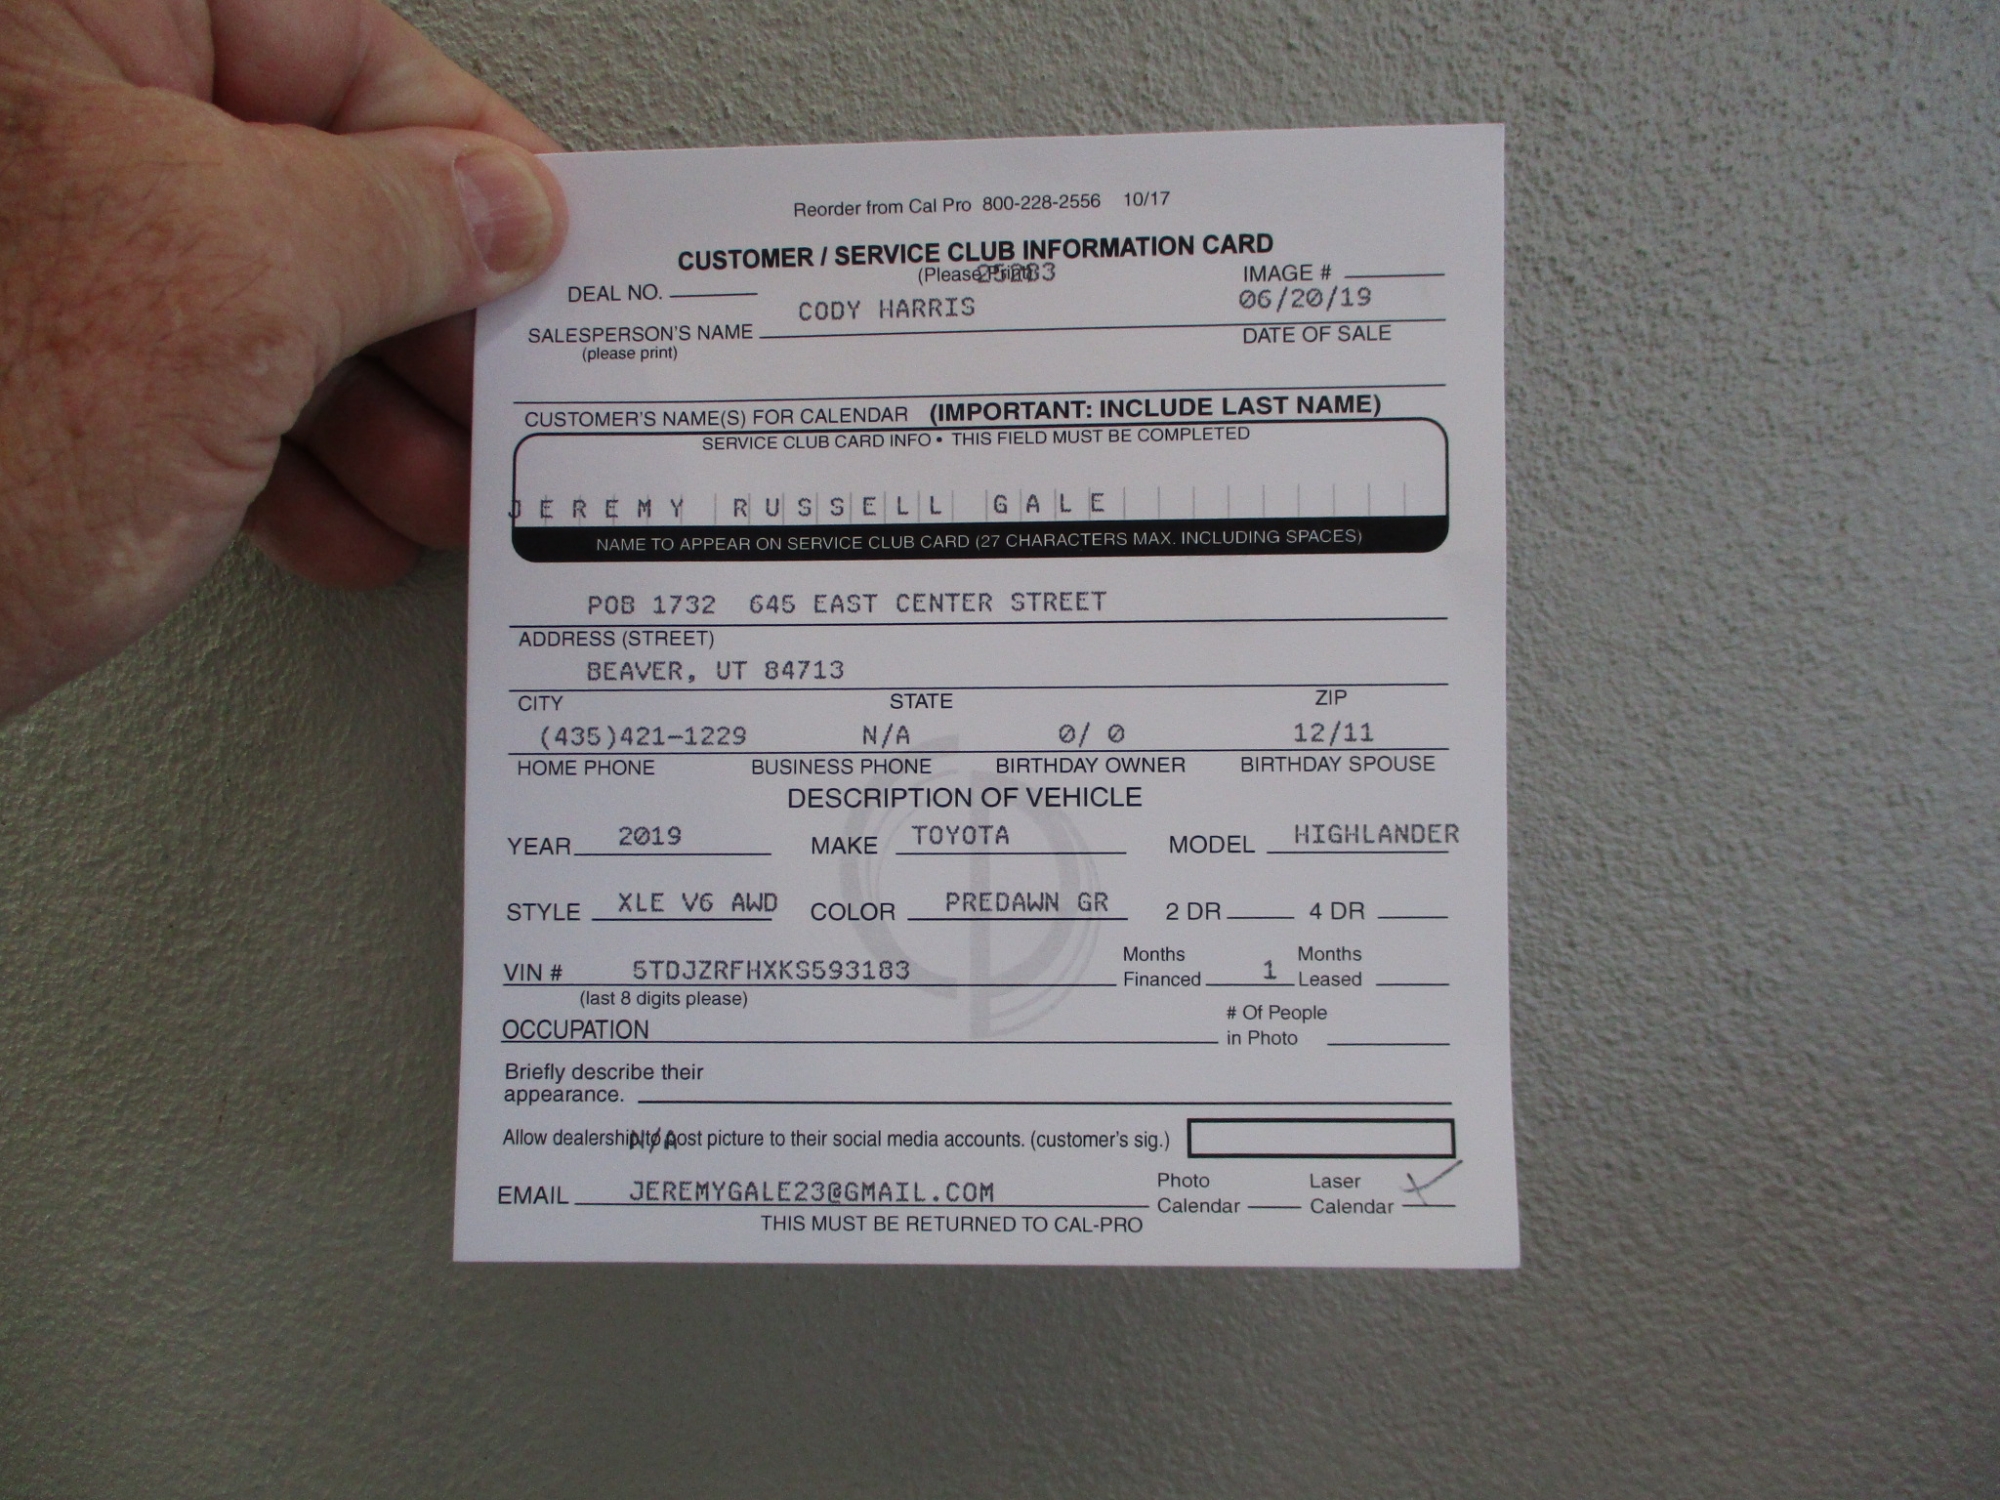 Reorder from Cal Pro 800-228-2556 10/17
CUSTOMER / SERVICE CLUB INFORMATION CARD
(Please Print)
DEAL NO. IMAGE #
CODY HARRIS 06/20/19
SALESPERSON'S NAME DATE OF SALE
(please print)
CUSTOMER'S NAME(S) FOR CALENDAR (IMPORTANT: INCLUDE LAST NAME)
SERVICE CLUB CARD INFO • THIS FIELD MUST BE COMPLETED
JEREMY RUSSELL GALE
NAME TO APPEAR ON SERVICE CLUB CARD (27 CHARACTERS MAX. INCLUDING SPACES)
POB 1732 645 EAST CENTER STREET
ADDRESS (STREET)
BEAVER, UT 84713
CITY STATE ZIP
(435)421-1229 N/A 0/ 0 12/11
HOME PHONE BUSINESS PHONE BIRTHDAY OWNER BIRTHDAY SPOUSE
DESCRIPTION OF VEHICLE
YEAR 2019 MAKE TOYOTA MODEL HIGHLANDER
STYLE XLE V6 AWD COLOR PREDAWN GR 2 DR 4 DR
VIN # 5TDJZRFHXKS593183 Months Financed 1 Months Leased
(last 8 digits please)
OCCUPATION # Of People in Photo
Briefly describe their
appearance.
N/A
Allow dealership to post picture to their social media accounts. (customer's sig.)
EMAIL JEREMYGALE23@GMAIL.COM Photo Calendar Laser Calendar
THIS MUST BE RETURNED TO CAL-PRO